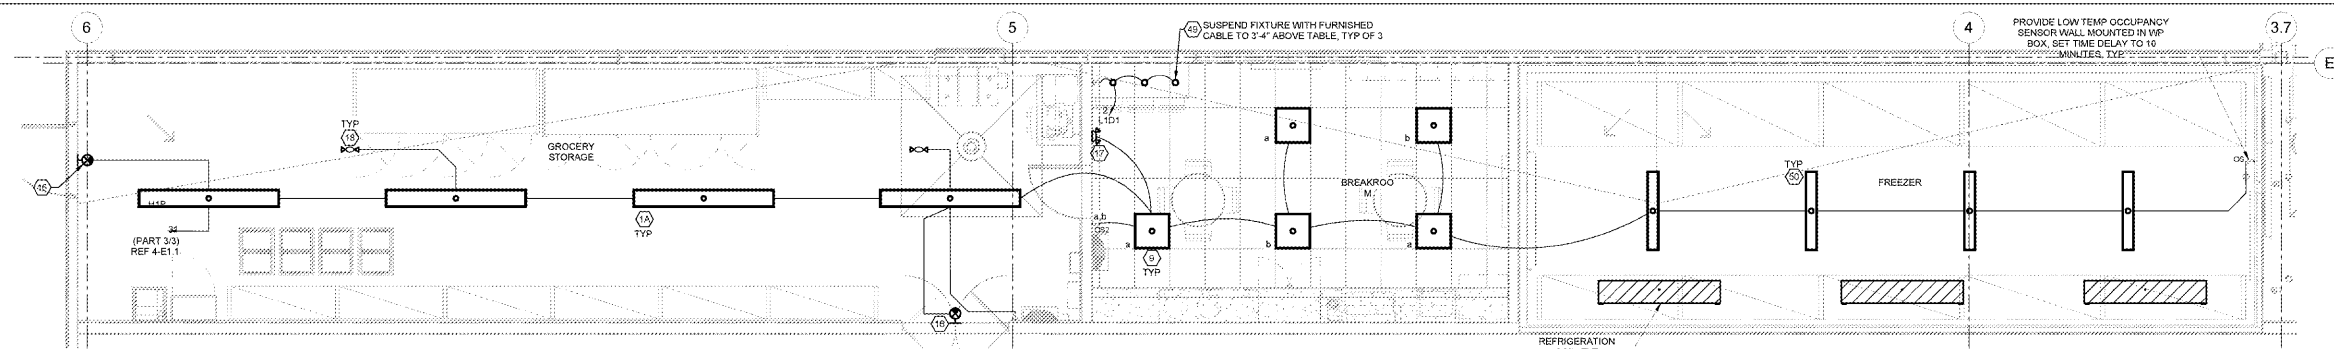 6
5
49
SUSPEND FIXTURE WITH FURNISHED
CABLE TO 3'-4" ABOVE TABLE, TYP OF 3
4
PROVIDE LOW TEMP OCCUPANCY
SENSOR WALL MOUNTED IN WP
BOX, SET TIME DELAY TO 10
MINUTES, TYP
3.7
E
TYP
18
GROCERY
STORAGE
2
L1D1
17
a
b
BREAKROO
M
TYP
50
FREEZER
OS
1A
TYP
31
(PART 3/3)
REF 4-E1.1
a,b
OS2
a
9
TYP
b
a
16
REFRIGERATION